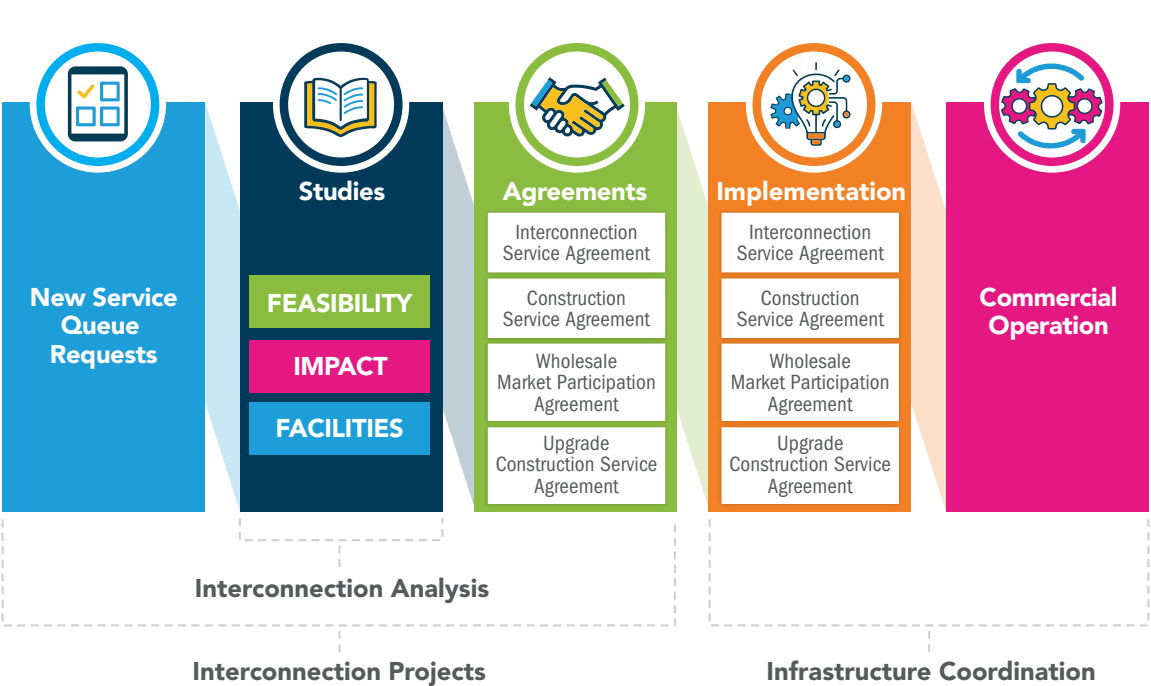 New Service
Queue
Requests
Studies
FEASIBILITY
IMPACT
FACILITIES
Agreements
Interconnection
Service Agreement
Construction
Service Agreement
Wholesale
Market Participation
Agreement
Upgrade
Construction Service
Agreement
Implementation
Interconnection
Service Agreement
Construction
Service Agreement
Wholesale
Market Participation
Agreement
Upgrade
Construction Service
Agreement
Commercial
Operation
Interconnection Analysis
Interconnection Projects
Infrastructure Coordination